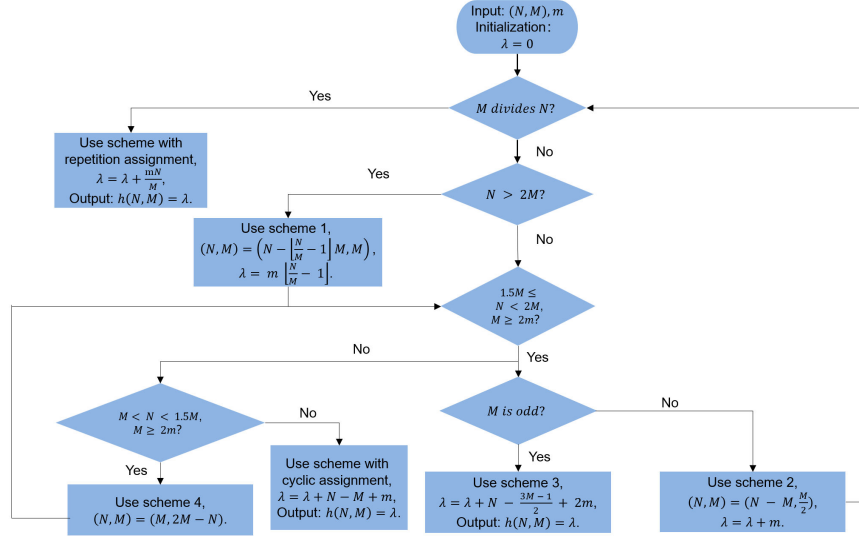 Input: (N, M), m
Initialization:
λ = 0
M divides N?
Yes
No
Use scheme with
repetition assignment,
λ = λ + mN/M,
Output: h(N, M) = λ.
N > 2M?
Yes
No
Use scheme 1,
(N, M) = (N − ⌊N/M − 1⌋ M, M),
λ = m ⌊N/M − 1⌋.
1.5M ≤
N < 2M,
M ≥ 2m?
No
Yes
M < N < 1.5M,
M ≥ 2m?
No
Yes
M is odd?
No
Yes
Use scheme 4,
(N, M) = (M, 2M − N).
Use scheme with
cyclic assignment,
λ = λ + N − M + m,
Output: h(N, M) = λ.
Use scheme 3,
λ = λ + N − (3M−1)/2 + 2m,
Output: h(N, M) = λ.
Use scheme 2,
(N, M) = (N − M, M/2),
λ = λ + m.